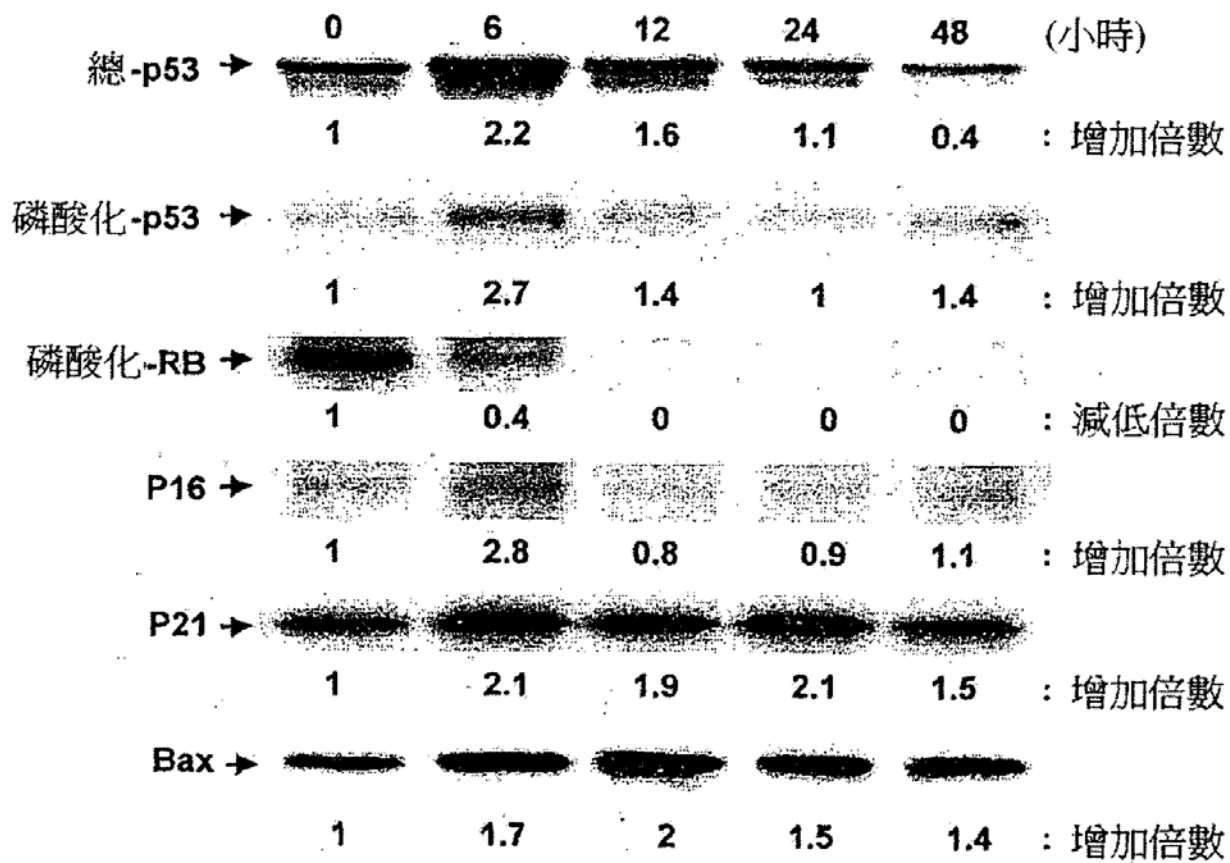 0 6 12 24 48 (小時)
總-p53
1 2.2 1.6 1.1 0.4 : 增加倍數
磷酸化-p53
1 2.7 1.4 1 1.4 : 增加倍數
磷酸化-RB
1 0.4 0 0 0 : 減低倍數
P16
1 2.8 0.8 0.9 1.1 : 增加倍數
P21
1 2.1 1.9 2.1 1.5 : 增加倍數
Bax
1 1.7 2 1.5 1.4 : 增加倍數